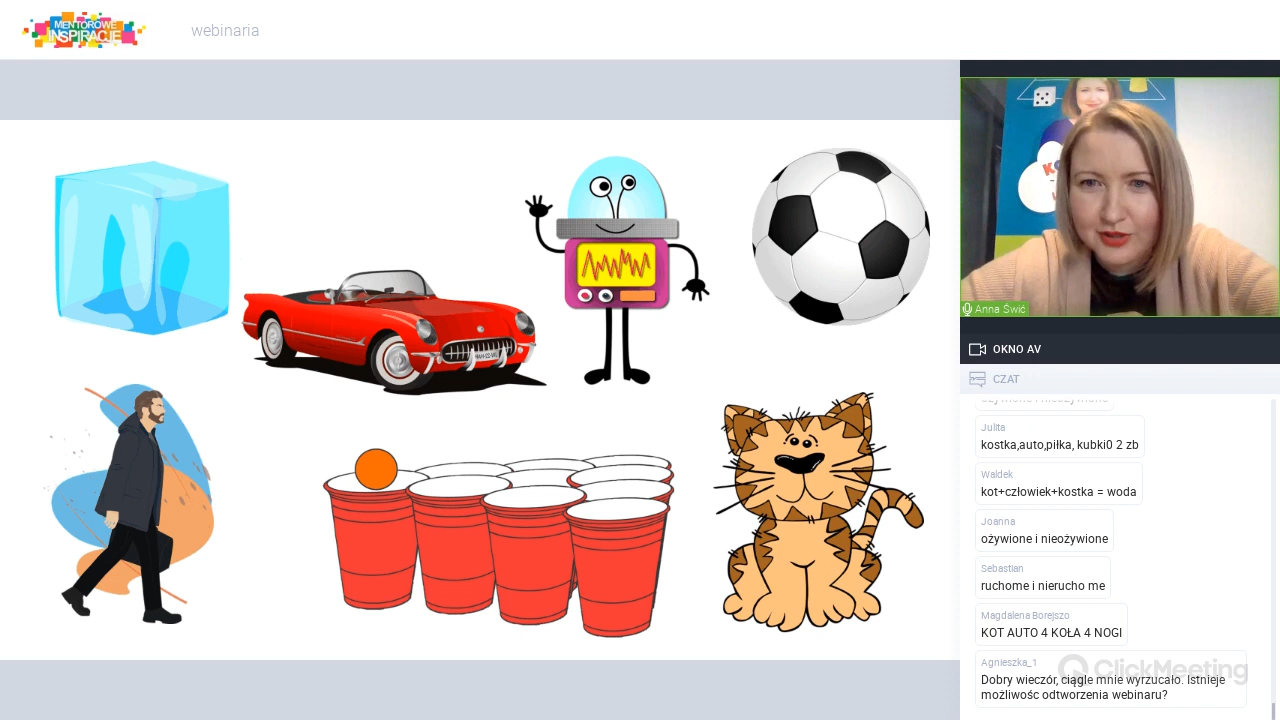 MENTOROWE
INSPIRACJE
webinaria
Anna Świć
OKNO AV
CZAT
ożywione i nieożywione
Julita
kostka,auto,piłka, kubki0 2 zb
Waldek
kot+człowiek+kostka = woda
Joanna
ożywione i nieożywione
Sebastian
ruchome i nierucho me
Magdalena Borejszo
KOT AUTO 4 KOŁA 4 NOGI
Agnieszka_1
Dobry wieczór, ciągle mnie wyrzucało. Istnieje
możliwośc odtworzenia webinaru?
ClickMeeting